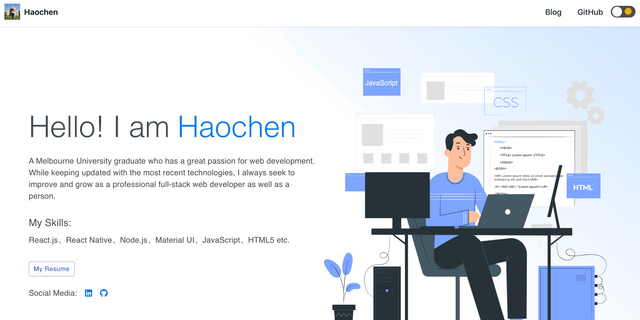 Haochen
Blog
GitHub
JavaScript
CSS
Hello! I am Haochen
A Melbourne University graduate who has a great passion for web development.
While keeping updated with the most recent technologies, I always seek to
improve and grow as a professional full-stack web developer as well as a
person.
HTML
My Skills:
React.js、React Native、Node.js、Material UI、JavaScript、HTML5 etc.
My Resume
Social Media: